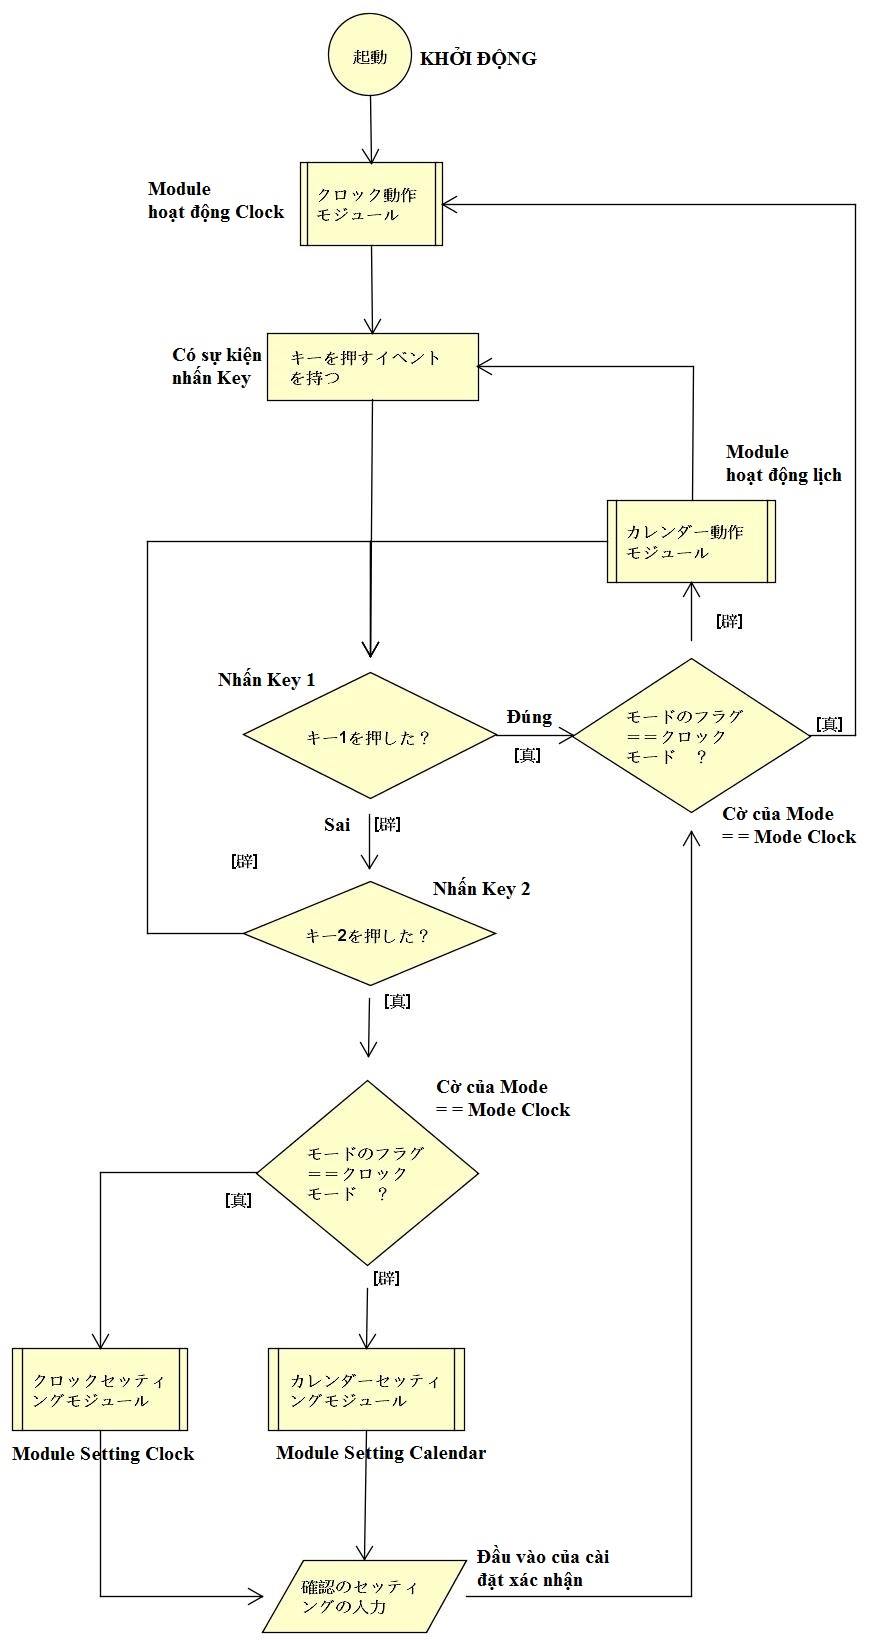 起動
KHỞI ĐỘNG
Module
hoạt động Clock
クロック動作
モジュール
Có sự kiện
nhấn Key
キーを押すイベント
を持つ
Module
hoạt động lịch
カレンダー動作
モジュール
[辟]
Nhấn Key 1
キー1を押した？
Đúng
[真]
モードのフラグ
＝＝クロック
モード　？
[真]
Cờ của Mode
= = Mode Clock
Sai
[辟]
[辟]
Nhấn Key 2
キー2を押した？
[真]
Cờ của Mode
= = Mode Clock
モードのフラグ
＝＝クロック
モード　？
[真]
[辟]
クロックセッティ
ングモジュール
Module Setting Clock
カレンダーセッティ
ングモジュール
Module Setting Calendar
Đầu vào của cài
đặt xác nhận
確認のセッティ
ングの入力